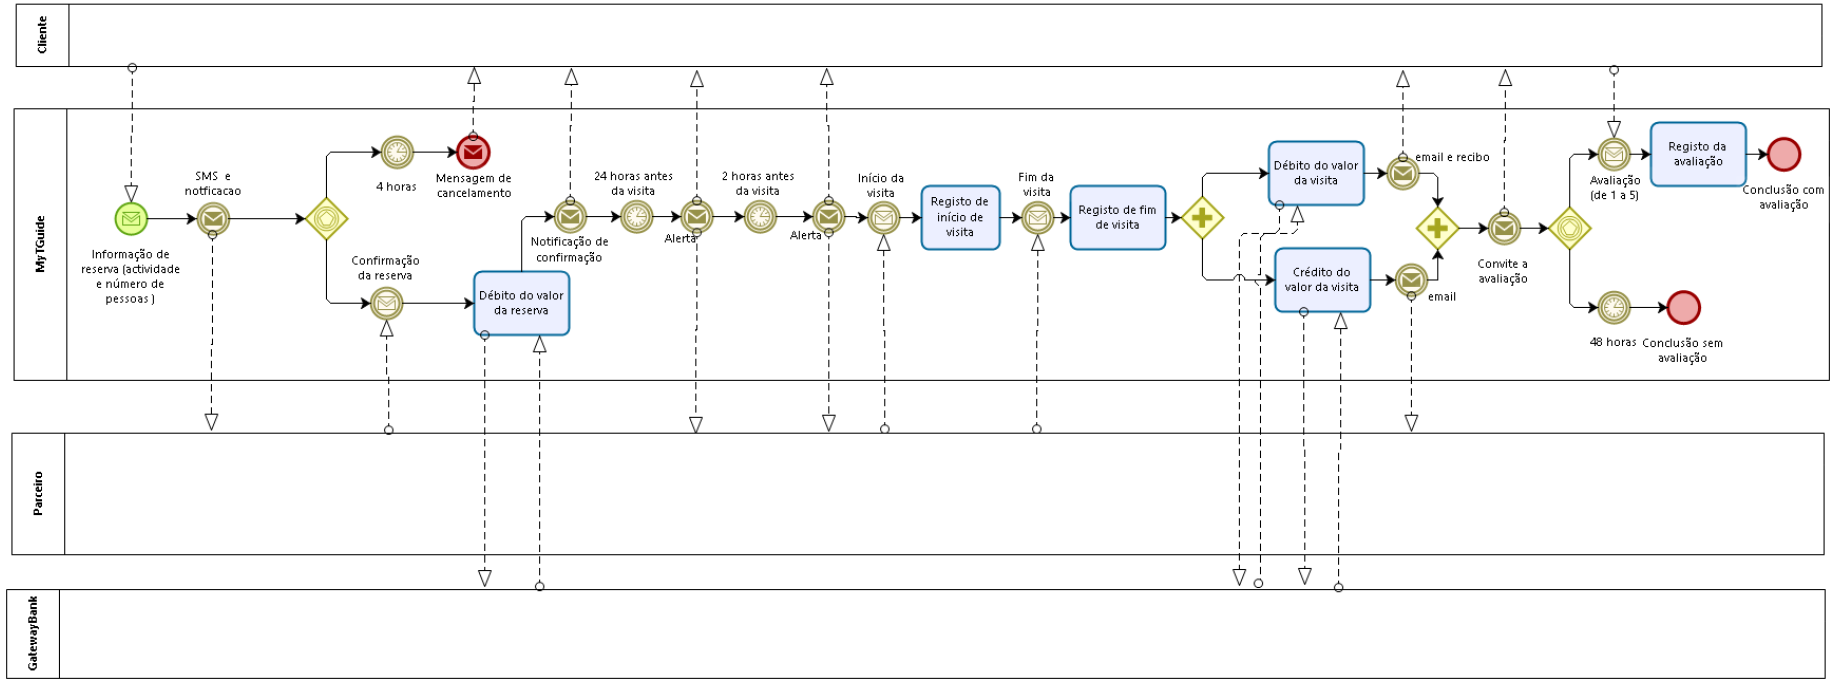 Cliente
MyTGuide
Informação de
reserva (actividade
e número de
pessoas )
SMS e
notficacao
4 horas
Mensagem de
cancelamento
Confirmação
da reserva
Débito do valor
da reserva
Notificação de
confirmação
24 horas antes
da visita
Alerta
2 horas antes
da visita
Alerta
Início da
visita
Registo de
início de
visita
Fim da
visita
Registo de fim
de visita
Débito do valor
da visita
email e recibo
Crédito do
valor da visita
email
Convite a
avaliação
Avaliação
(de 1 a 5)
Registo da
avaliação
Conclusão com
avaliação
48 horas
Conclusão sem
avaliação
Parceiro
GatewayBank